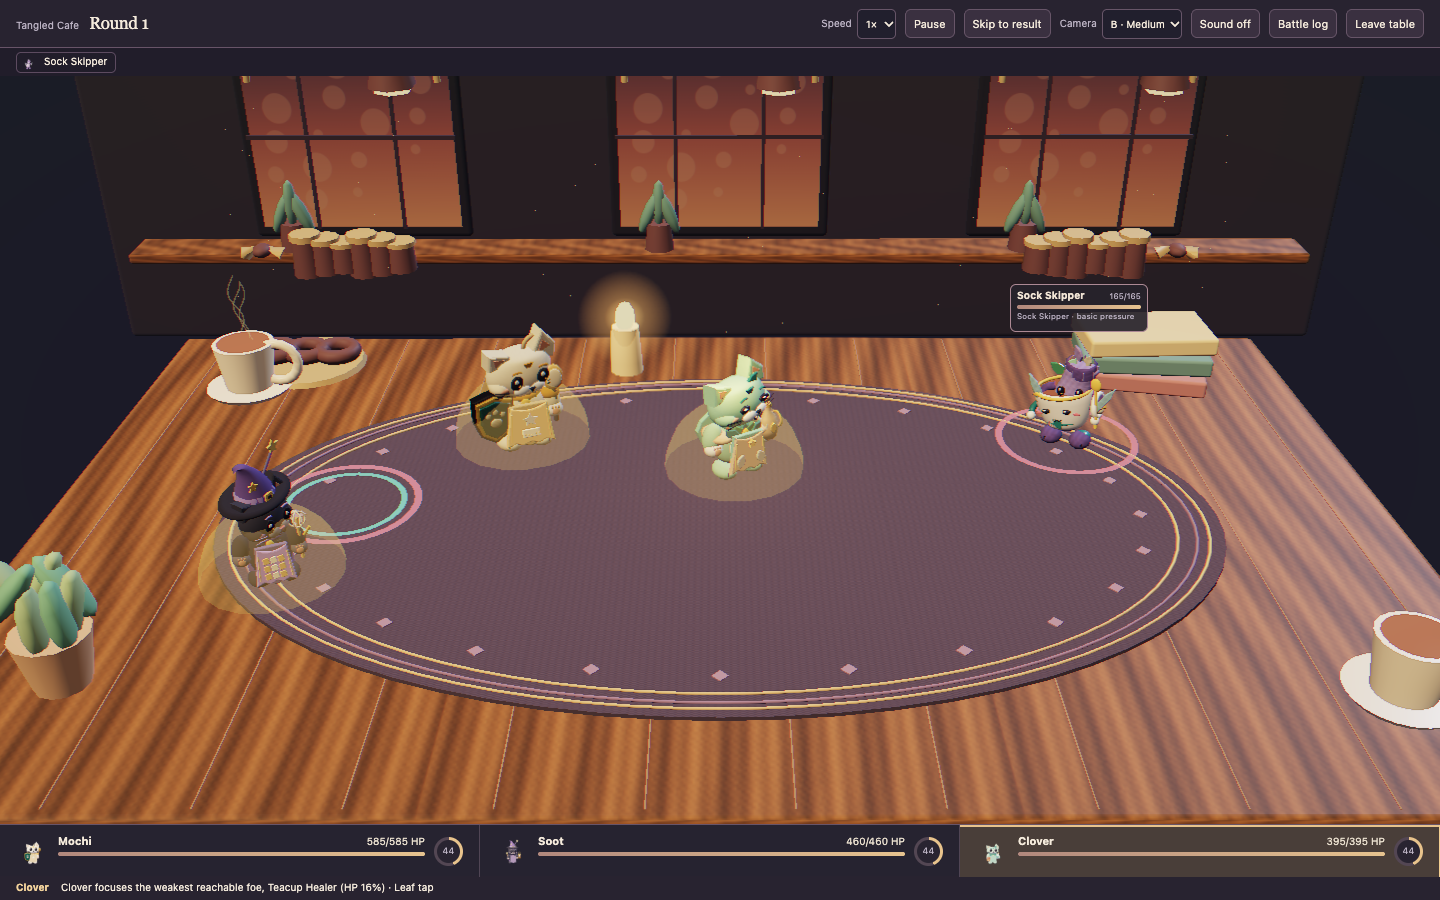 Tangled Cafe Round 1
Speed 1x Pause Skip to result Camera B · Medium Sound off Battle log Leave table
Sock Skipper
Sock Skipper 165/165
Sock Skipper · basic pressure
Mochi 585/585 HP 44
Soot 460/460 HP 44
Clover 395/395 HP 44
Clover Clover focuses the weakest reachable foe, Teacup Healer (HP 16%) · Leaf tap